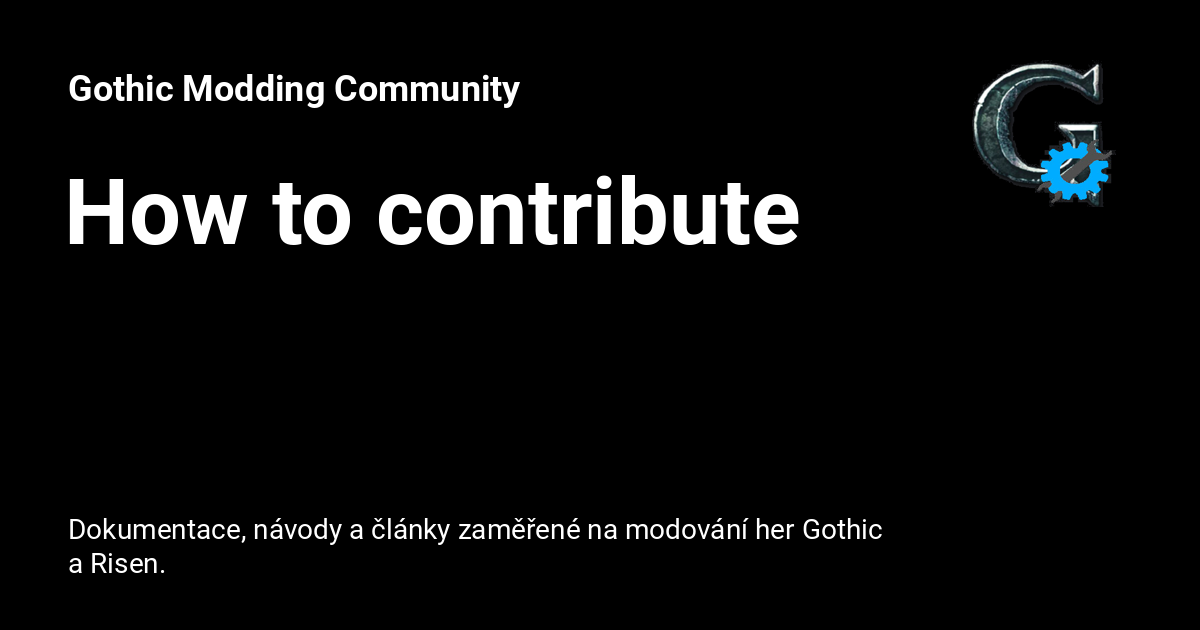 Gothic Modding Community
How to contribute
Dokumentace, návody a články zaměřené na modování her Gothic
a Risen.